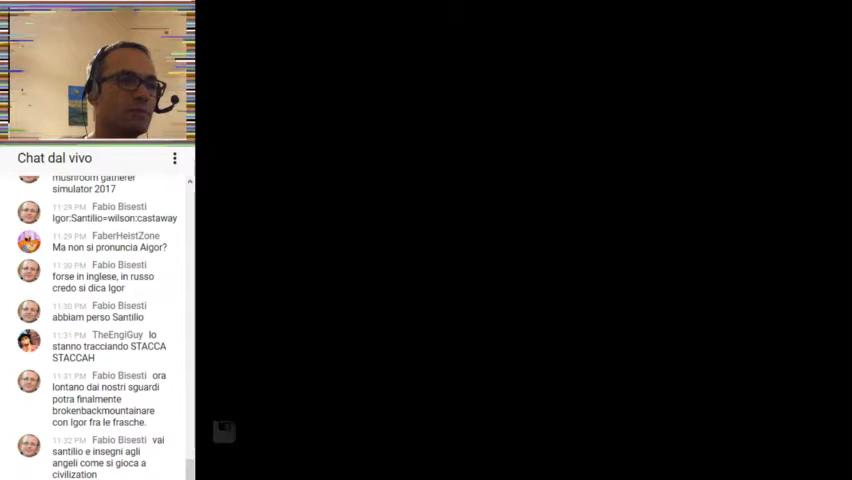 Chat dal vivo
mushroom gatherer
simulator 2017
11:29 PM Fabio Bisesti
Igor:Santilio=wilson:castaway
11:29 PM FaberHeistZone
Ma non si pronuncia Aigor?
11:30 PM Fabio Bisesti
forse in inglese, in russo
credo si dica Igor
11:30 PM Fabio Bisesti
abbiam perso Santilio
11:31 PM TheEngiGuy lo
stanno tracciando STACCA
STACCAH
11:31 PM Fabio Bisesti ora
lontano dai nostri sguardi
potra finalmente
brokenbackmountainare
con Igor fra le frasche.
11:32 PM Fabio Bisesti vai
santilio e insegni agli
angeli come si gioca a
civilization